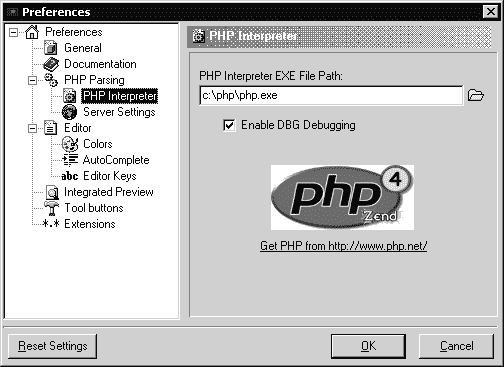 Preferences
Preferences
General
Documentation
PHP Parsing
PHP Interpreter
Server Settings
Editor
Colors
AutoComplete
abc Editor Keys
Integrated Preview
Tool buttons
*.* Extensions
PHP Interpreter
PHP Interpreter EXE File Path:
c:\php\php.exe
Enable DBG Debugging
php 4
Zend
Get PHP from http://www.php.net/
Reset Settings
OK
Cancel